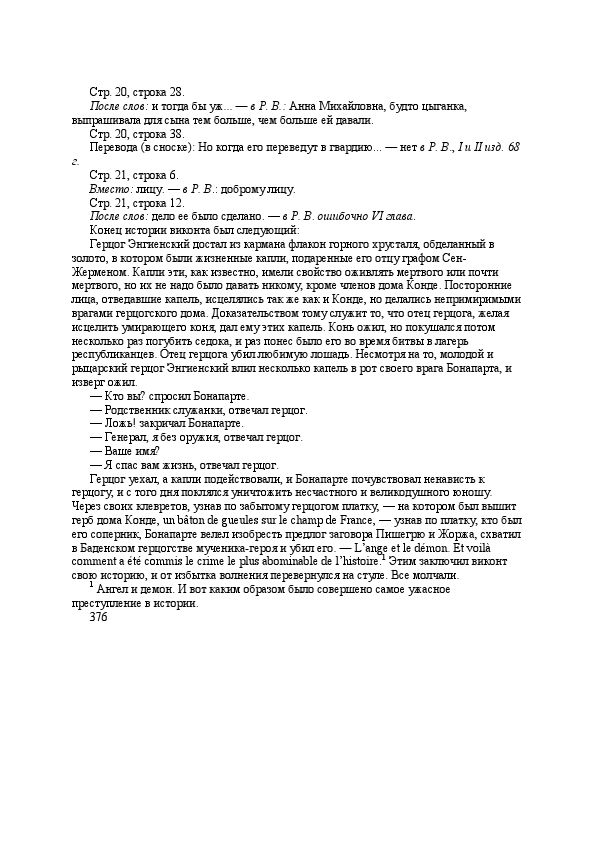 Стр. 20, строка 28.
После слов: и тогда бы уж... — в Р. В.: Анна Михайловна, будто цыганка,
выпрашивала для сына тем больше, чем больше ей давали.
Стр. 20, строка 38.
Перевода (в сноске): Но когда его переведут в гвардию... — нет в Р. В., I и II изд. 68
г.
Стр. 21, строка 6.
Вместо: лицу. — в Р. В.: доброму лицу.
Стр. 21, строка 12.
После слов: дело ее было сделано. — в Р. В. ошибочно VI глава.
Конец истории виконта был следующий:
Герцог Энгиенский достал из кармана флакон горного хрусталя, обделанный в
золото, в котором были жизненные капли, подаренные его отцу графом Сен-
Жерменом. Капли эти, как известно, имели свойство оживлять мертвого или почти
мертвого, но их не надо было давать никому, кроме членов дома Конде. Посторонние
лица, отведавшие капель, исцелялись так же как и Конде, но делались непримиримыми
врагами герцогского дома. Доказательством тому служит то, что отец герцога, желая
исцелить умирающего коня, дал ему этих капель. Конь ожил, но покушался потом
несколько раз погубить седока, и раз понес было его во время битвы в лагерь
республиканцев. Отец герцога убил любимую лошадь. Несмотря на то, молодой и
рыцарский герцог Энгиенский влил несколько капель в рот своего врага Бонапарта, и
изверг ожил.
— Кто вы? спросил Бонапарте.
— Родственник служанки, отвечал герцог.
— Ложь! закричал Бонапарте.
— Генерал, я без оружия, отвечал герцог.
— Ваше имя?
— Я спас вам жизнь, отвечал герцог.
Герцог уехал, а капли подействовали, и Бонапарте почувствовал ненависть к
герцогу, и с того дня поклялся уничтожить несчастного и великодушного юношу.
Через своих клевретов, узнав по забытому герцогом платку, — на котором был вышит
герб дома Конде, un bâton de gueules sur le champ de France, — узнав по платку, кто был
его соперник, Бонапарте велел изобресть предлог заговора Пишегрю и Жоржа, схватил
в Баденском герцогстве мученика-героя и убил его. — L’ange et le démon. Et voilà
comment a été commis le crime le plus abominable de l’histoire.¹ Этим заключил виконт
свою историю, и от избытка волнения перевернулся на стуле. Все молчали.
¹ Ангел и демон. И вот каким образом было совершено самое ужасное
преступление в истории.
376